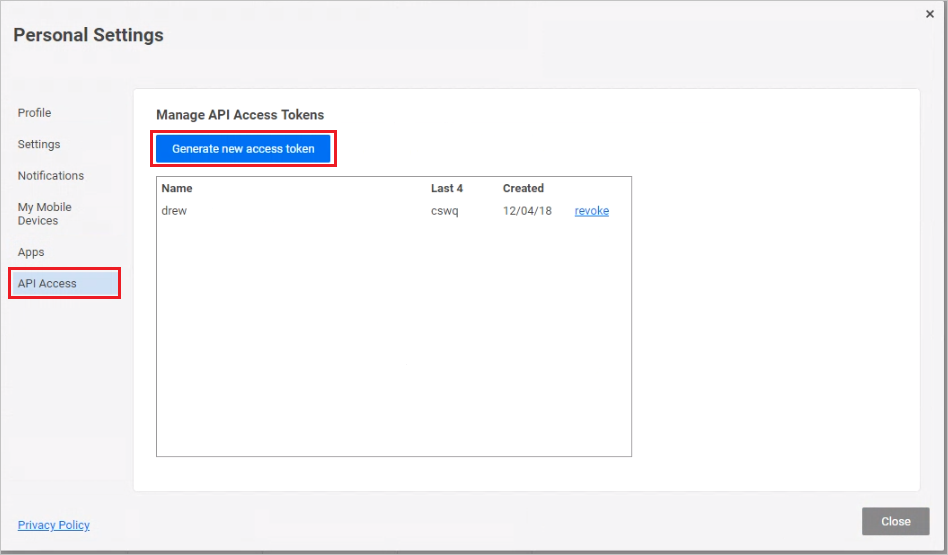 Personal Settings
Profile
Settings
Notifications
My Mobile
Devices
Apps
API Access
Manage API Access Tokens
Generate new access token
Name Last 4 Created
drew cswq 12/04/18 revoke
Privacy Policy
Close